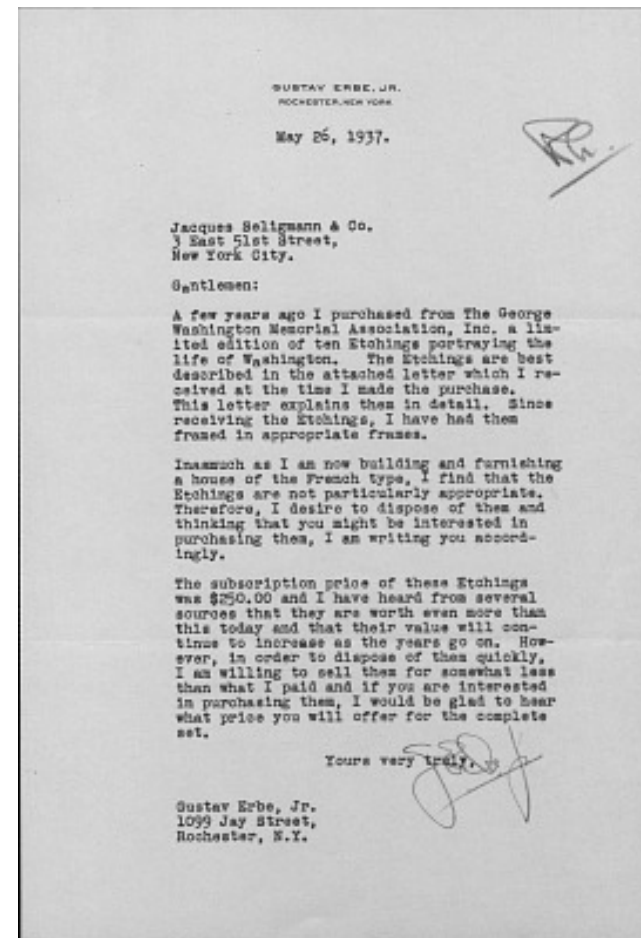 GUSTAV ERBE, JR.
ROCHESTER, NEW YORK
May 26, 1937.
Jacques Seligmann & Co.
3 East 51st Street,
New York City.
Gentlemen:
A few years ago I purchased from The George
Washington Memorial Association, Inc. a lim-
ited edition of ten Etchings portraying the
life of Washington. The Etchings are best
described in the attached letter which I re-
ceived at the time I made the purchase.
This letter explains them in detail. Since
receiving the Etchings, I have had them
framed in appropriate frames.
Inasmuch as I am now building and furnishing
a house of the French type, I find that the
Etchings are not particularly appropriate.
Therefore, I desire to dispose of them and
thinking that you might be interested in
purchasing them, I am writing you accord-
ingly.
The subscription price of these Etchings
was $250.00 and I have heard from several
sources that they are worth even more than
this today and that their value will con-
tinue to increase as the years go on. How-
ever, in order to dispose of them quickly,
I am willing to sell them for somewhat less
than what I paid and if you are interested
in purchasing them, I would be glad to hear
what price you will offer for the complete
set.
Yours very truly,
Gustav Erbe, Jr.
1099 Jay Street,
Rochester, N.Y.